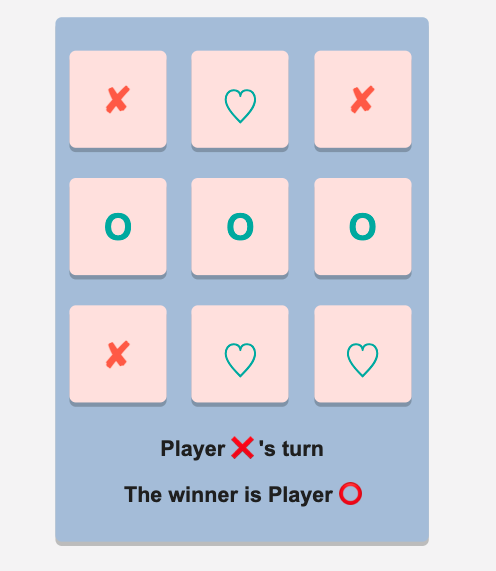 ✘ ♡ ✘
O O O
✘ ♡ ♡
Player ❌ 's turn
The winner is Player ⭕